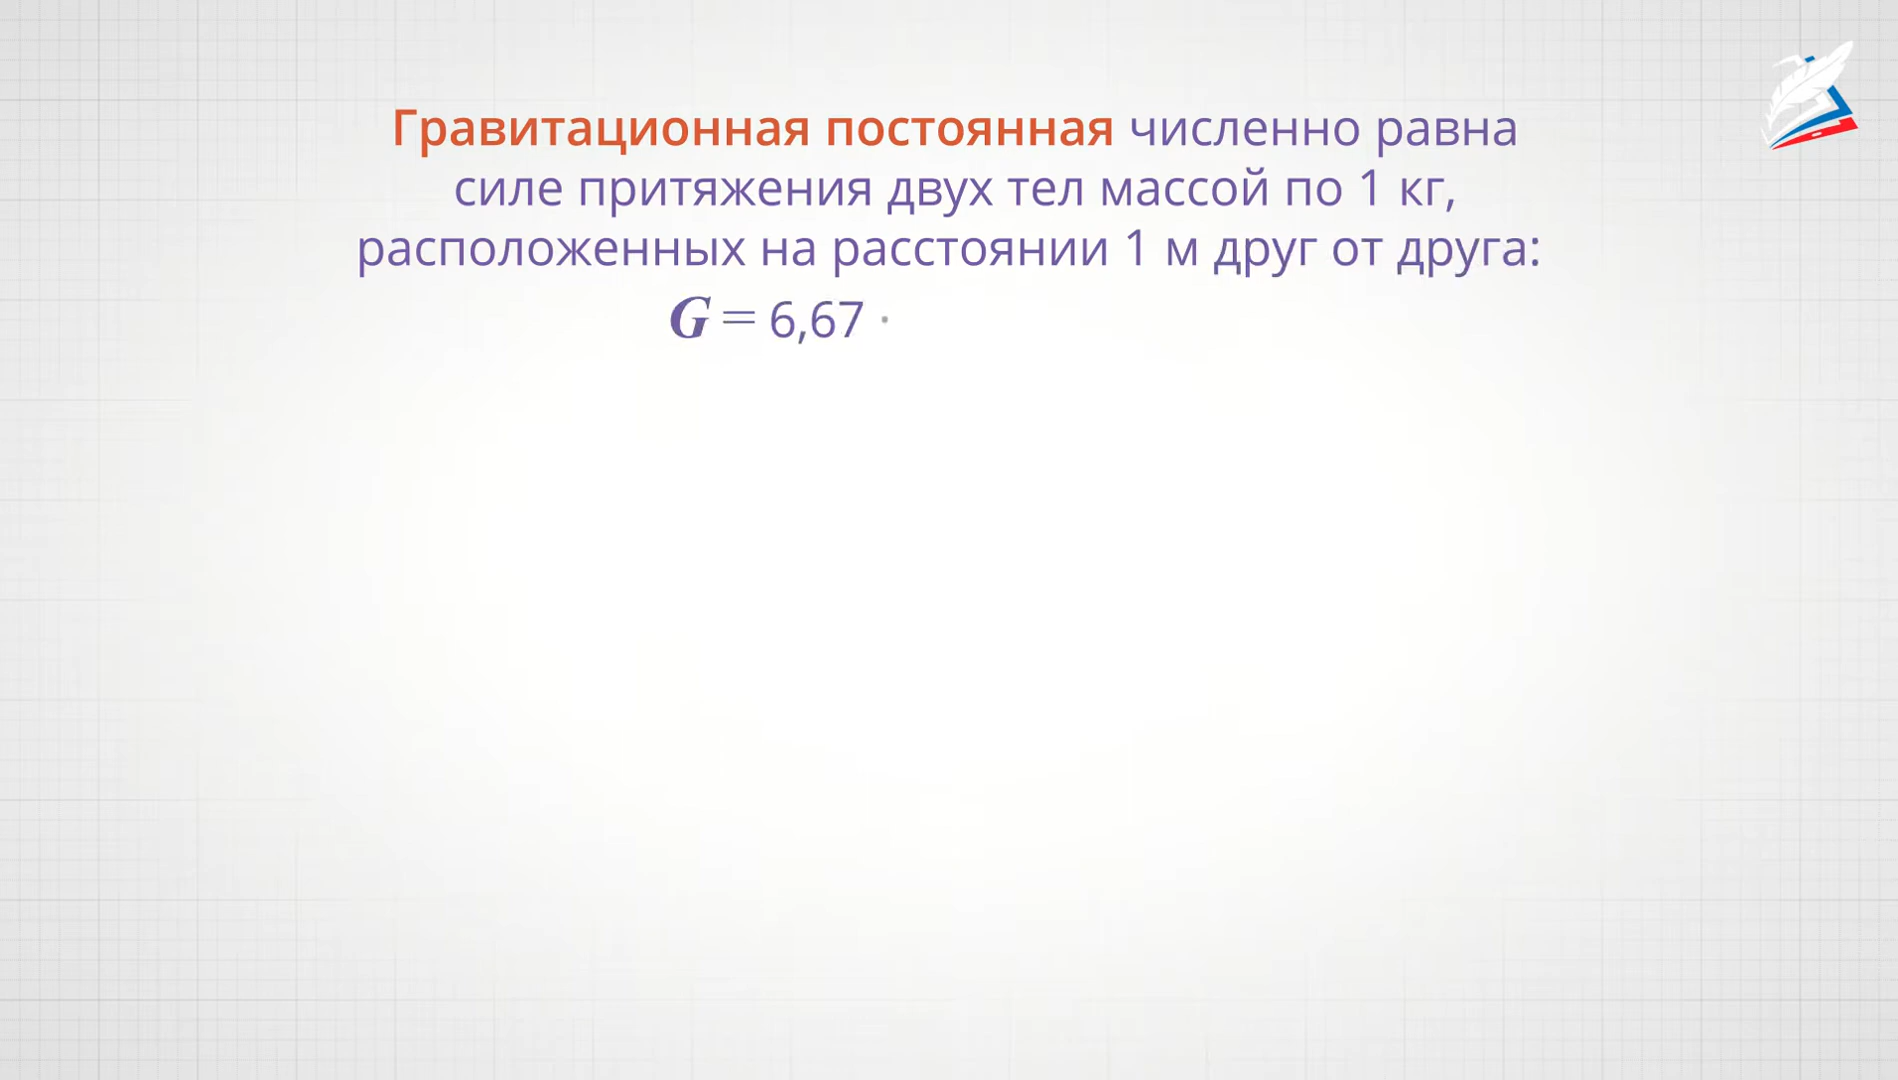 Гравитационная постоянная численно равна
силе притяжения двух тел массой по 1 кг,
расположенных на расстоянии 1 м друг от друга:
G = 6,67 ·